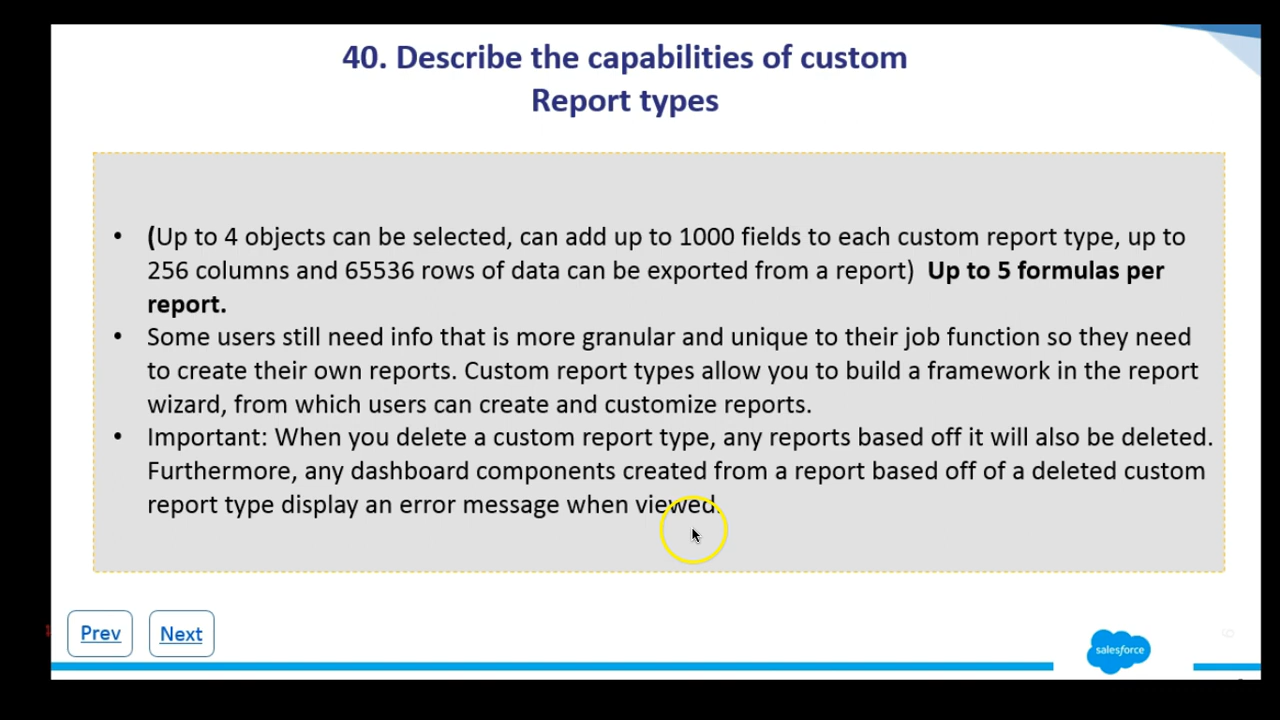 40. Describe the capabilities of custom
Report types
• (Up to 4 objects can be selected, can add up to 1000 fields to each custom report type, up to
256 columns and 65536 rows of data can be exported from a report) Up to 5 formulas per
report.
• Some users still need info that is more granular and unique to their job function so they need
to create their own reports. Custom report types allow you to build a framework in the report
wizard, from which users can create and customize reports.
• Important: When you delete a custom report type, any reports based off it will also be deleted.
Furthermore, any dashboard components created from a report based off of a deleted custom
report type display an error message when viewed.
Prev
Next
salesforce